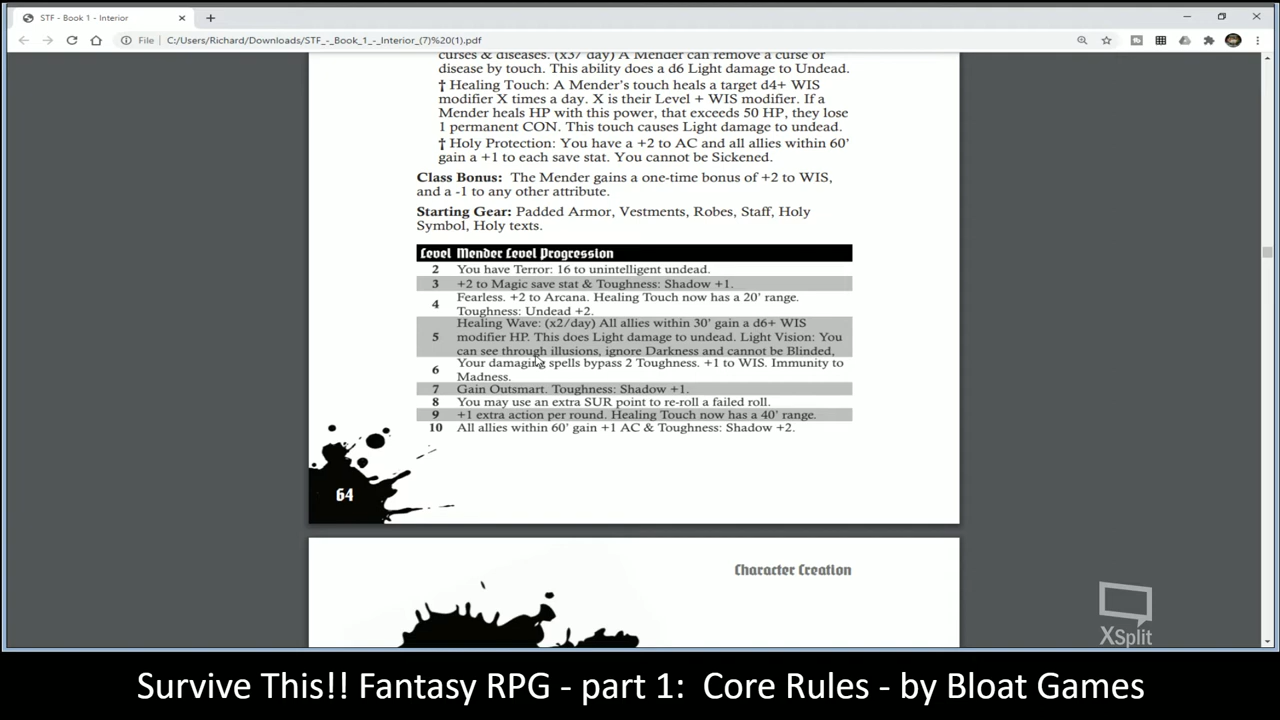 STF - Book 1 - Interior
File C:/Users/Richard/Downloads/STF_-_Book_1_-_Interior_(7)%20(1).pdf
curses & diseases. (x3/ day) A Mender can remove a curse or
disease by touch. This ability does a d6 Light damage to Undead.
† Healing Touch: A Mender's touch heals a target d4+ WIS
modifier X times a day. X is their Level + WIS modifier. If a
Mender heals HP with this power, that exceeds 50 HP, they lose
1 permanent CON. This touch causes Light damage to undead.
† Holy Protection: You have a +2 to AC and all allies within 60'
gain a +1 to each save stat. You cannot be Sickened.
Class Bonus: The Mender gains a one-time bonus of +2 to WIS,
and a -1 to any other attribute.
Starting Gear: Padded Armor, Vestments, Robes, Staff, Holy
Symbol, Holy texts.
Level Mender Level Progression
2 You have Terror: 16 to unintelligent undead.
3 +2 to Magic save stat & Toughness: Shadow +1.
4 Fearless. +2 to Arcana. Healing Touch now has a 20' range.
Toughness: Undead +2.
Healing Wave: (x2/day) All allies within 30' gain a d6+ WIS
5 modifier HP. This does Light damage to undead. Light Vision: You
can see through illusions, ignore Darkness and cannot be Blinded,
6 Your damaging spells bypass 2 Toughness. +1 to WIS. Immunity to
Madness.
7 Gain Outsmart. Toughness: Shadow +1.
8 You may use an extra SUR point to re-roll a failed roll.
9 +1 extra action per round. Healing Touch now has a 40' range.
10 All allies within 60' gain +1 AC & Toughness: Shadow +2.
64
Character Creation
XSplit
Survive This!! Fantasy RPG - part 1: Core Rules - by Bloat Games